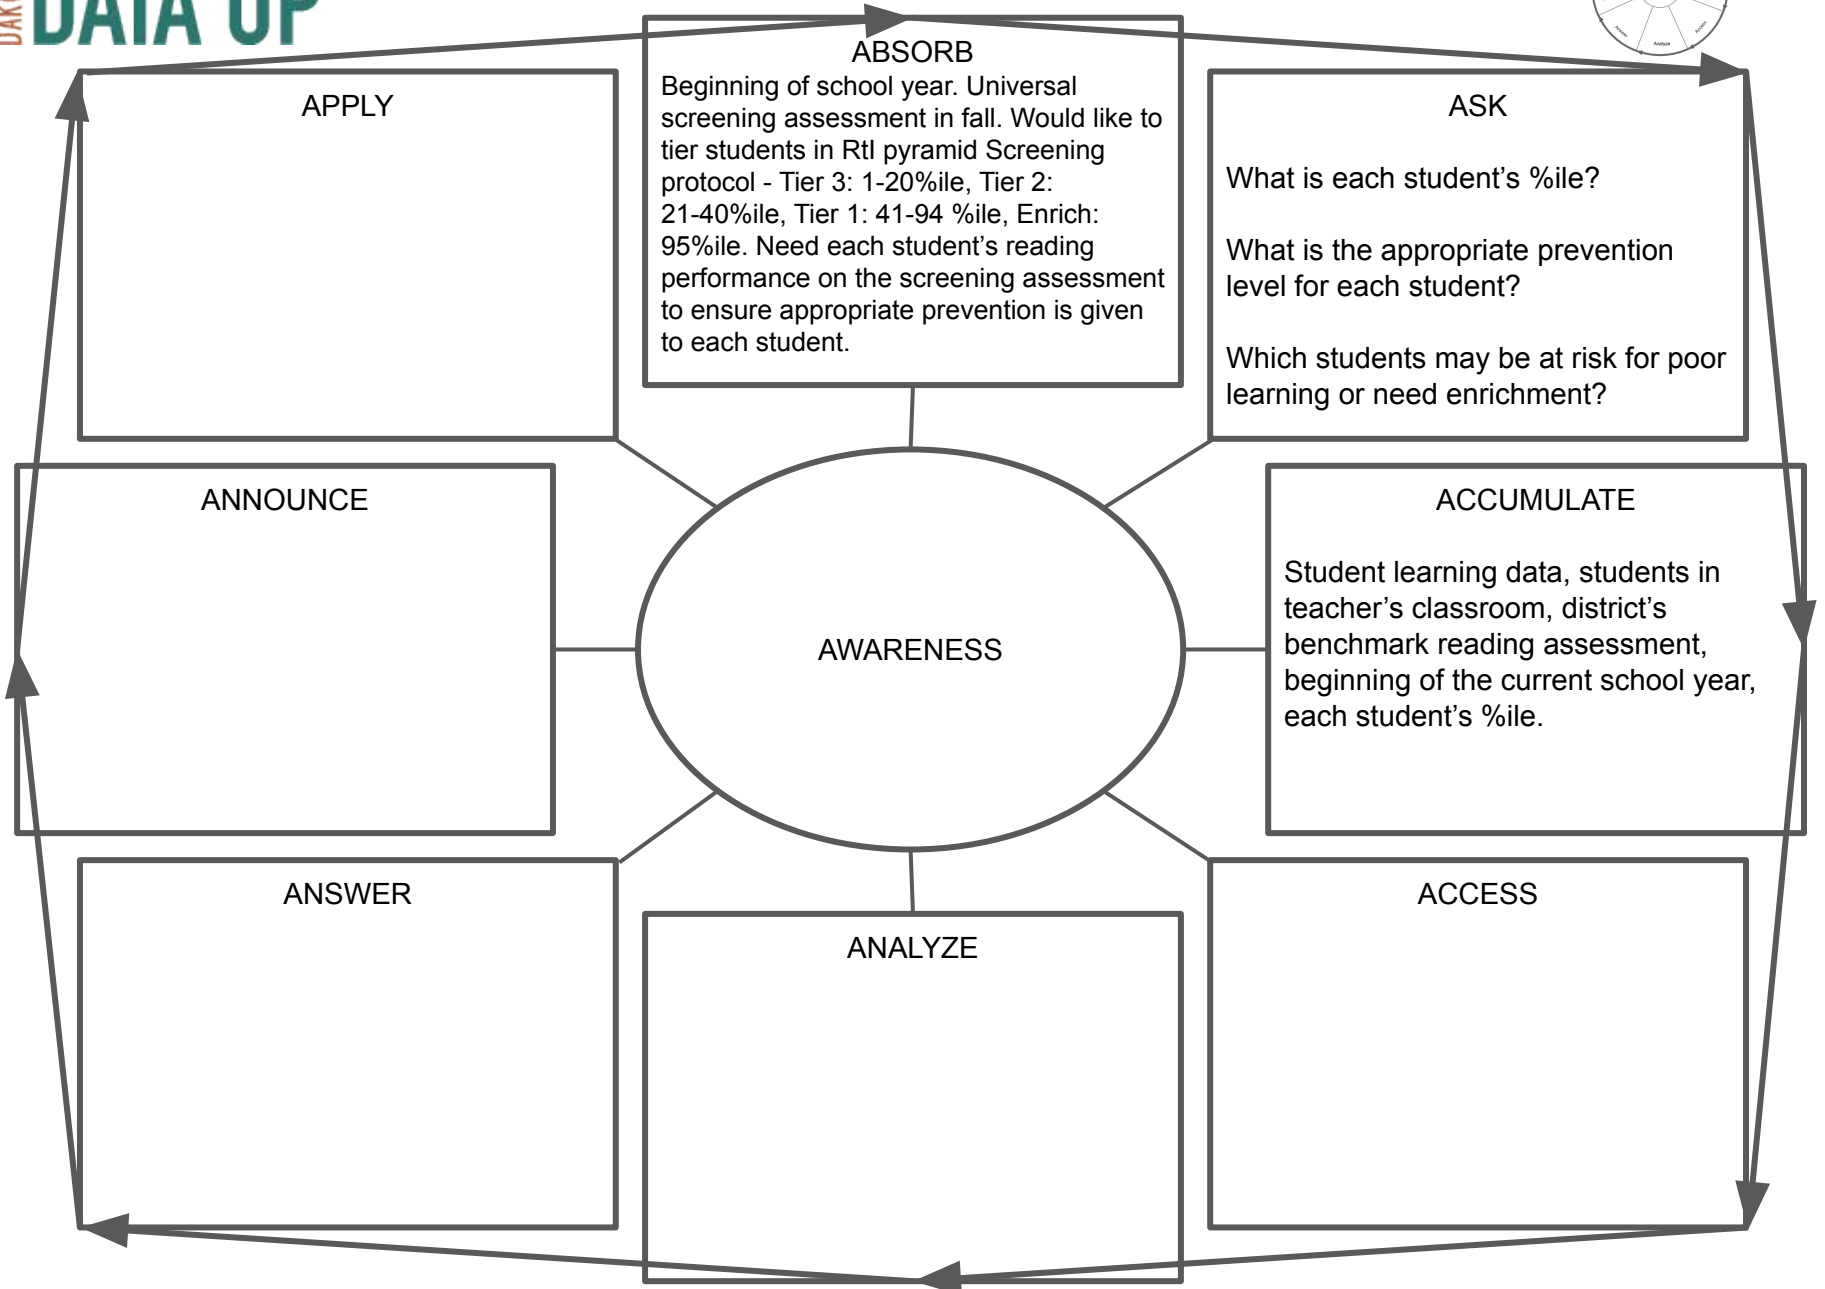 DATA UP
ABSORB
Beginning of school year. Universal
screening assessment in fall. Would like to
tier students in RtI pyramid Screening
protocol - Tier 3: 1-20%ile, Tier 2:
21-40%ile, Tier 1: 41-94 %ile, Enrich:
95%ile. Need each student’s reading
performance on the screening assessment
to ensure appropriate prevention is given
to each student.
Answer
Analyze
Access
APPLY
ASK
What is each student’s %ile?
What is the appropriate prevention
level for each student?
Which students may be at risk for poor
learning or need enrichment?
ANNOUNCE
AWARENESS
ACCUMULATE
Student learning data, students in
teacher’s classroom, district’s
benchmark reading assessment,
beginning of the current school year,
each student’s %ile.
ANSWER
ANALYZE
ACCESS